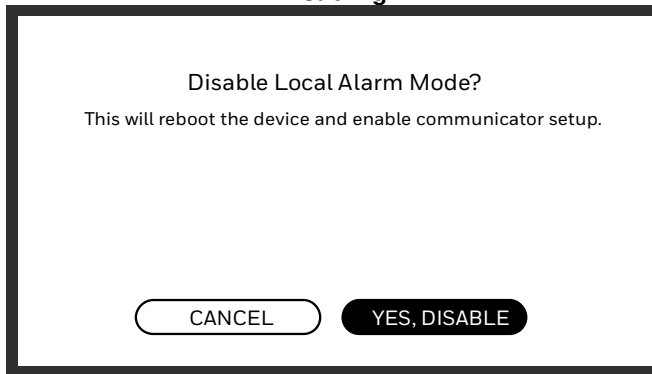 Disable Local Alarm Mode?
This will reboot the device and enable communicator setup.
CANCEL
YES, DISABLE